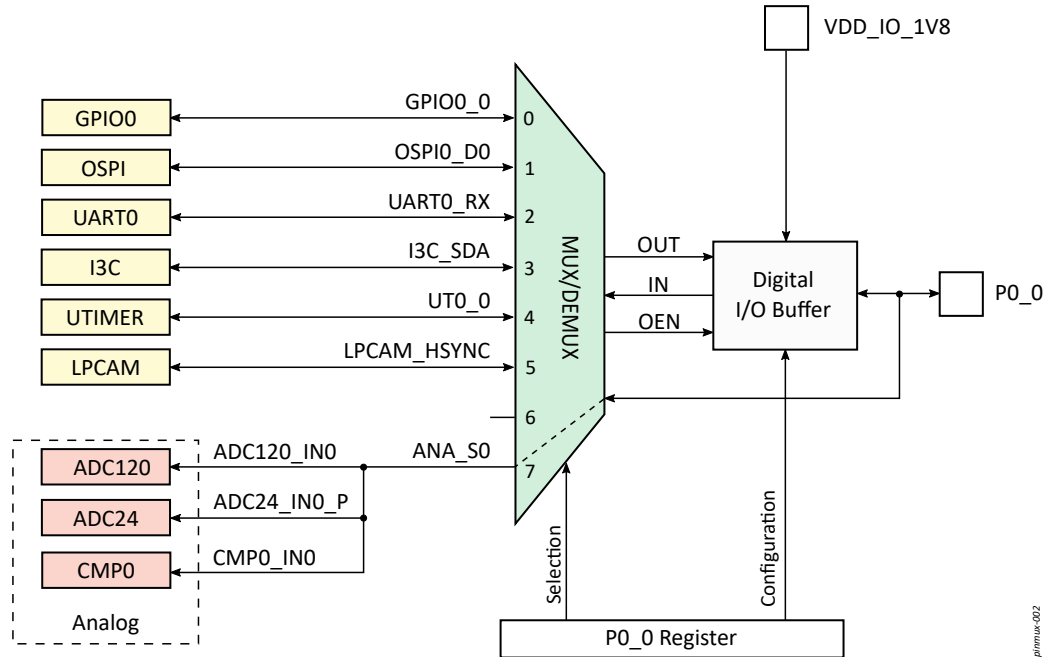 VDD_IO_1V8
GPIO0
GPIO0_0
0
OSPI
OSPI0_D0
1
UART0
UART0_RX
2
I3C
I3C_SDA
3
UTIMER
UT0_0
4
LPCAM
LPCAM_HSYNC
5
6
MUX/DEMUX
OUT
IN
OEN
Digital
I/O Buffer
P0_0
ADC120
ADC120_IN0
ANA_S0
7
ADC24
ADC24_IN0_P
CMP0
CMP0_IN0
Analog
Selection
Configuration
P0_0 Register
pinmux-002